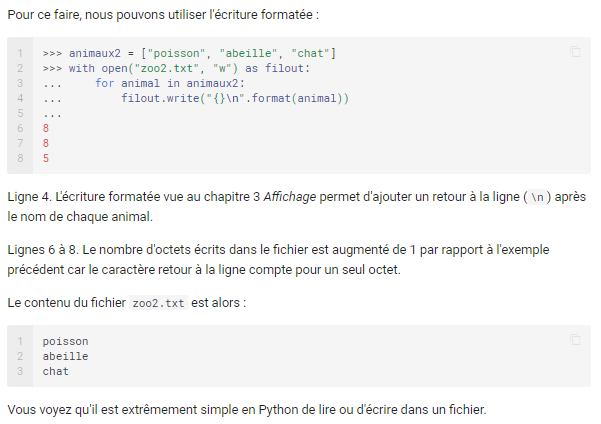 Pour ce faire, nous pouvons utiliser l'écriture formatée :
1 >>> animaux2 = ["poisson", "abeille", "chat"]
2 >>> with open("zoo2.txt", "w") as filout:
3 ...     for animal in animaux2:
4 ...         filout.write("{}\n".format(animal))
5 ...
6 8
7 8
8 5
Ligne 4. L'écriture formatée vue au chapitre 3 Affichage permet d'ajouter un retour à la ligne ( \n ) après
le nom de chaque animal.
Lignes 6 à 8. Le nombre d'octets écrits dans le fichier est augmenté de 1 par rapport à l'exemple
précédent car le caractère retour à la ligne compte pour un seul octet.
Le contenu du fichier zoo2.txt est alors :
1 poisson
2 abeille
3 chat
Vous voyez qu'il est extrêmement simple en Python de lire ou d'écrire dans un fichier.